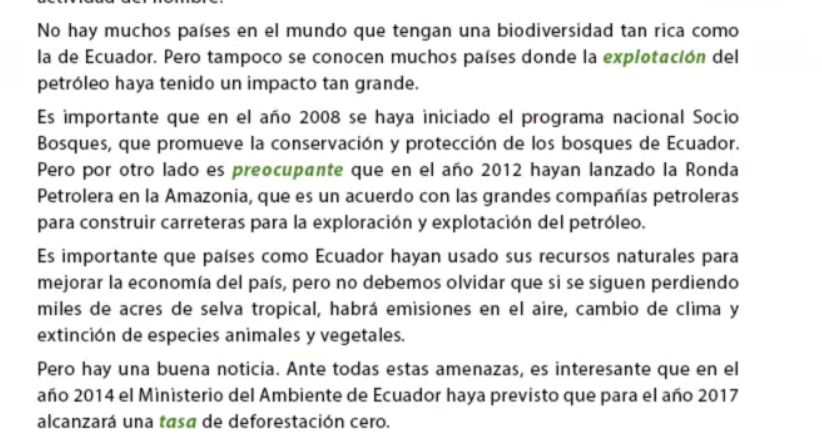 actividad del hombre.
No hay muchos países en el mundo que tengan una biodiversidad tan rica como
la de Ecuador. Pero tampoco se conocen muchos países donde la explotación del
petróleo haya tenido un impacto tan grande.
Es importante que en el año 2008 se haya iniciado el programa nacional Socio
Bosques, que promueve la conservación y protección de los bosques de Ecuador.
Pero por otro lado es preocupante que en el año 2012 hayan lanzado la Ronda
Petrolera en la Amazonia, que es un acuerdo con las grandes compañías petroleras
para construir carreteras para la exploración y explotación del petróleo.
Es importante que países como Ecuador hayan usado sus recursos naturales para
mejorar la economía del país, pero no debemos olvidar que si se siguen perdiendo
miles de acres de selva tropical, habrá emisiones en el aire, cambio de clima y
extinción de especies animales y vegetales.
Pero hay una buena noticia. Ante todas estas amenazas, es interesante que en el
año 2014 el Ministerio del Ambiente de Ecuador haya previsto que para el año 2017
alcanzará una tasa de deforestación cero.